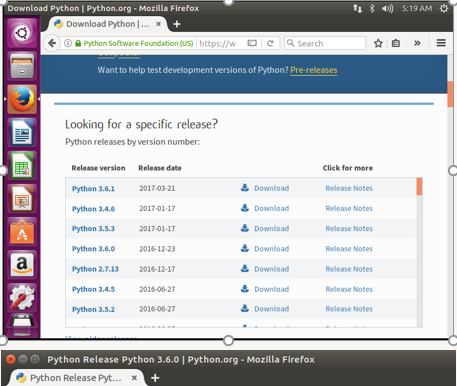 Download Python | Python.org - Mozilla Firefox
5:19 AM
Download Python | ...
Python Software Foundation (US)
https://w
Search
Want to help test development versions of Python? Pre-releases
Looking for a specific release?
Python releases by version number:
Release version Release date Click for more
Python 3.6.1 2017-03-21 Download Release Notes
Python 3.4.6 2017-01-17 Download Release Notes
Python 3.5.3 2017-01-17 Download Release Notes
Python 3.6.0 2016-12-23 Download Release Notes
Python 2.7.13 2016-12-17 Download Release Notes
Python 3.4.5 2016-06-27 Download Release Notes
Python 3.5.2 2016-06-27 Download Release Notes
Python Release Python 3.6.0 | Python.org - Mozilla Firefox
Python Release Pyt...